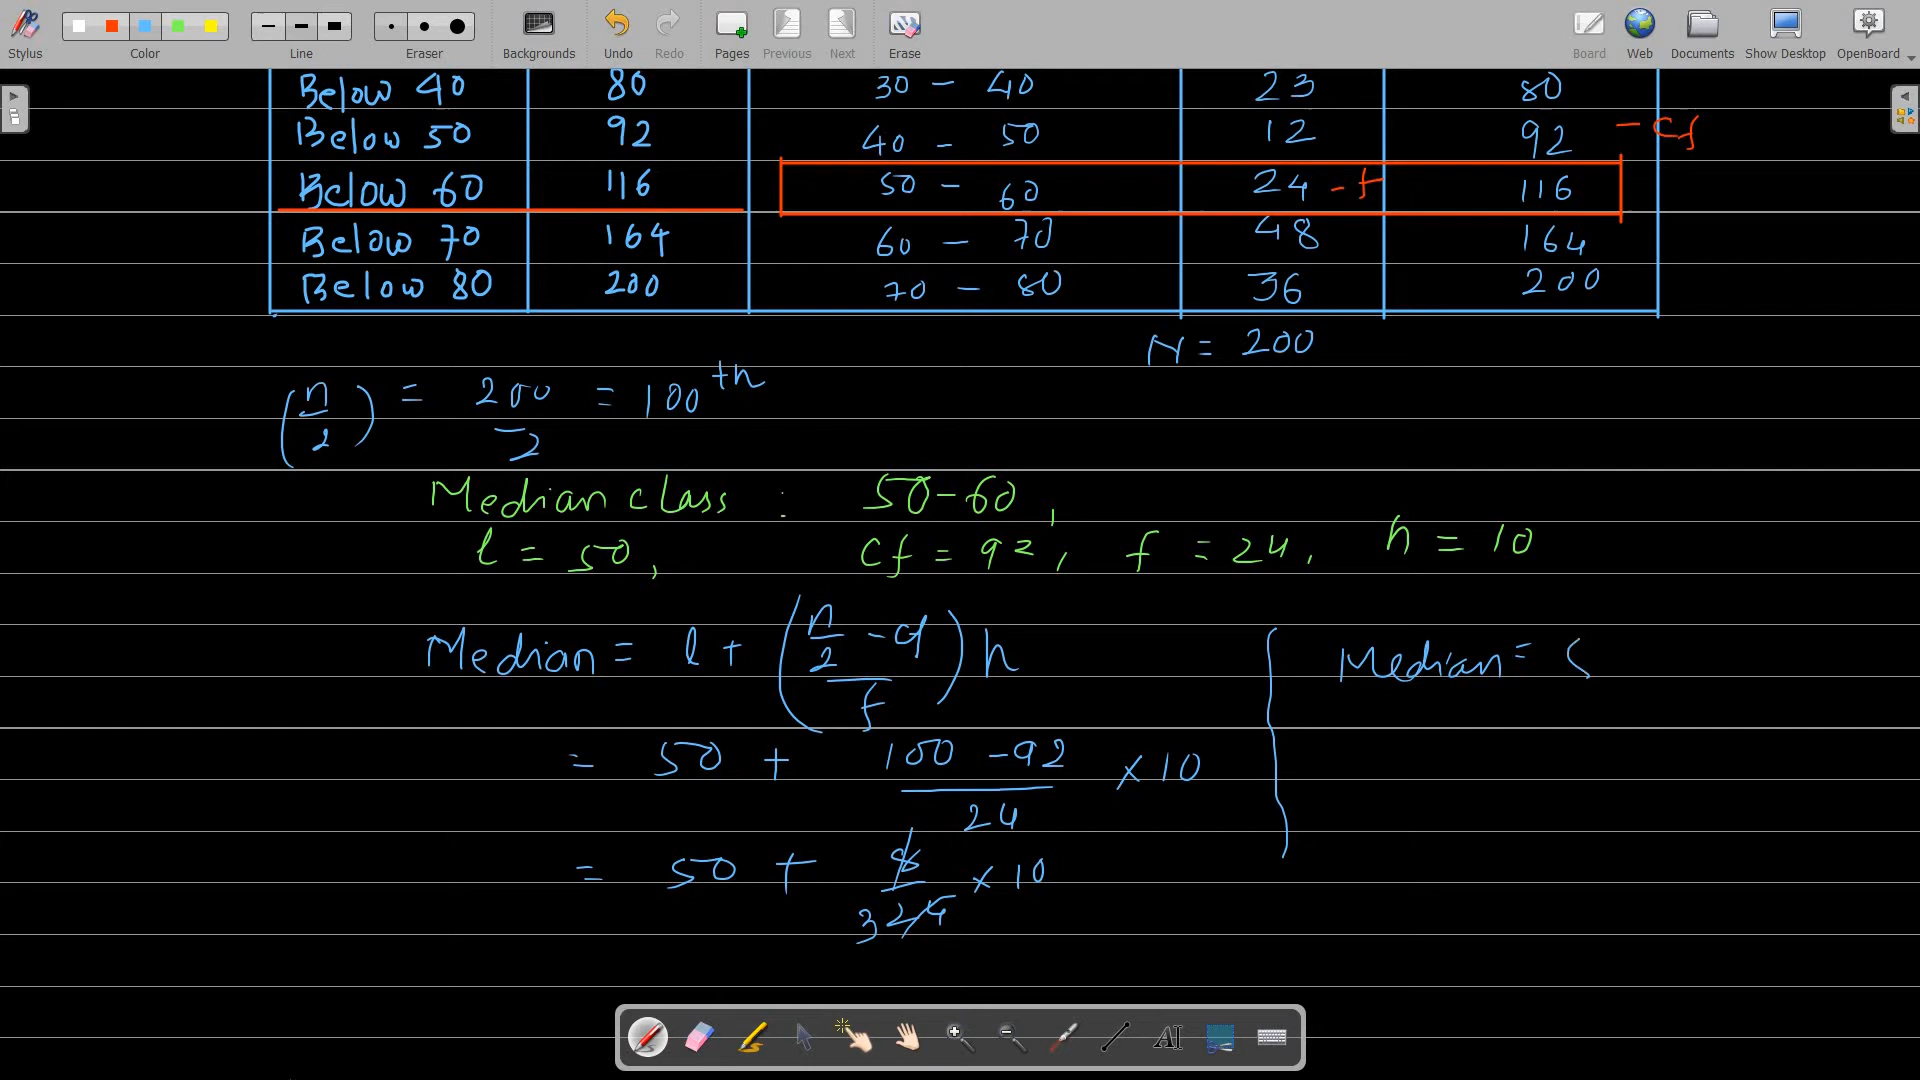 Stylus Color Line Eraser Backgrounds Undo Redo Pages Previous Next Erase Board Web Documents Show Desktop OpenBoard
Below 40 80 30 - 40 23 80
Below 50 92 40 - 50 12 92 - cf
Below 60 116 50 - 60 24 - f 116
Below 70 164 60 - 70 48 164
Below 80 200 70 - 80 36 200
N = 200
(n/2) = 200/2 = 100th
Median class : 50-60,
l = 50, cf = 92, f = 24, h = 10
Median = l + ((n/2 - cf)/f) h
= 50 + (100 - 92)/24 × 10
= 50 + 8/24 × 10
3
Median = 5